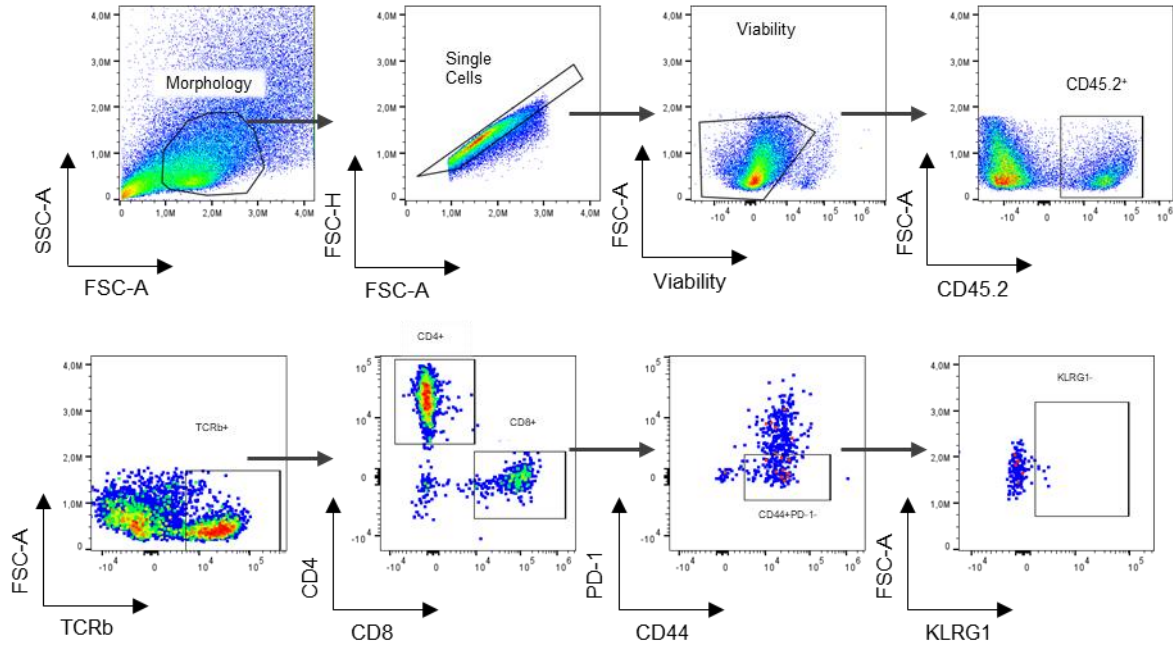 4,0M
3,0M
2,0M
1,0M
0
Morphology
0 1,0M 2,0M 3,0M 4,0M
SSC-A
FSC-A
4,0M
3,0M
2,0M
1,0M
0
Single
Cells
0 1,0M 2,0M 3,0M 4,0M
FSC-H
FSC-A
4,0M
3,0M
2,0M
1,0M
0
Viability
-10⁴ 0 10⁴ 10⁵ 10⁶
FSC-A
Viability
4,0M
3,0M
2,0M
1,0M
0
CD45.2⁺
-10⁴ 0 10⁴ 10⁵ 10⁶
FSC-A
CD45.2
4,0M
3,0M
2,0M
1,0M
0
TCRb+
-10⁴ 0 10⁴ 10⁵
FSC-A
TCRb
10⁵
10⁴
0
-10⁴
CD4+
CD8+
-10⁴ 0 10⁴ 10⁵ 10⁶
CD4
CD8
10⁵
10⁴
0
-10⁴
CD44+PD-1-
-10⁴ 0 10⁴ 10⁵ 10⁶
PD-1
CD44
4,0M
3,0M
2,0M
1,0M
0
KLRG1-
-10⁴ 0 10⁴ 10⁵ 10⁶
FSC-A
KLRG1